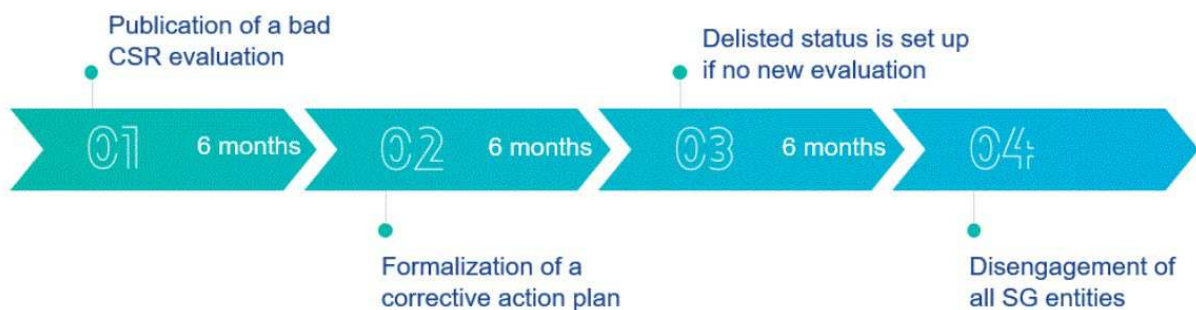 Publication of a bad
CSR evaluation
Delisted status is set up
if no new evaluation
01
6 months
02
6 months
03
6 months
04
Formalization of a
corrective action plan
Disengagement of
all SG entities